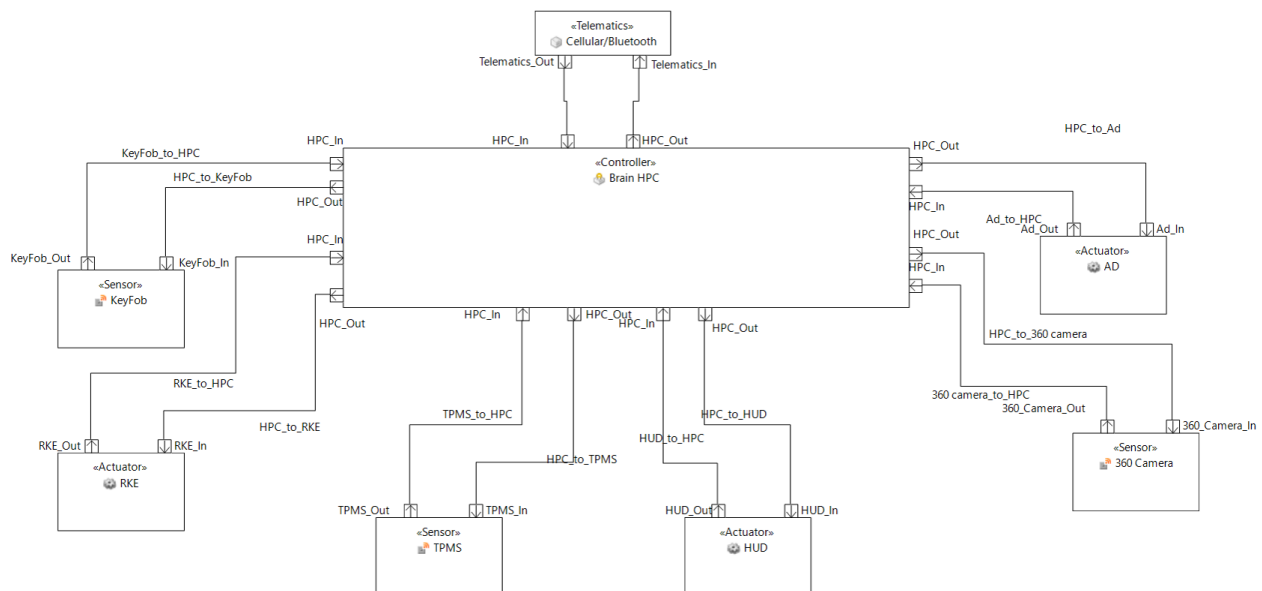 «Telematics»
Cellular/Bluetooth
Telematics_Out
Telematics_In
HPC_In
HPC_In
HPC_Out
HPC_to_Ad
KeyFob_to_HPC
HPC_Out
«Controller»
Brain HPC
HPC_to_KeyFob
HPC_Out
HPC_In
Ad_to_HPC
Ad_Out
Ad_In
HPC_In
HPC_Out
KeyFob_Out
KeyFob_In
HPC_In
«Actuator»
AD
«Sensor»
KeyFob
HPC_Out
HPC_In
HPC_Out
HPC_In
HPC_Out
HPC_to_360 camera
RKE_to_HPC
360 camera_to_HPC
360_Camera_Out
TPMS_to_HPC
HPC_to_HUD
HPC_to_RKE
360_Camera_In
HUD_to_HPC
RKE_Out
RKE_In
«Sensor»
360 Camera
HPC_to_TPMS
«Actuator»
RKE
TPMS_Out
TPMS_In
HUD_Out
HUD_In
«Sensor»
TPMS
«Actuator»
HUD